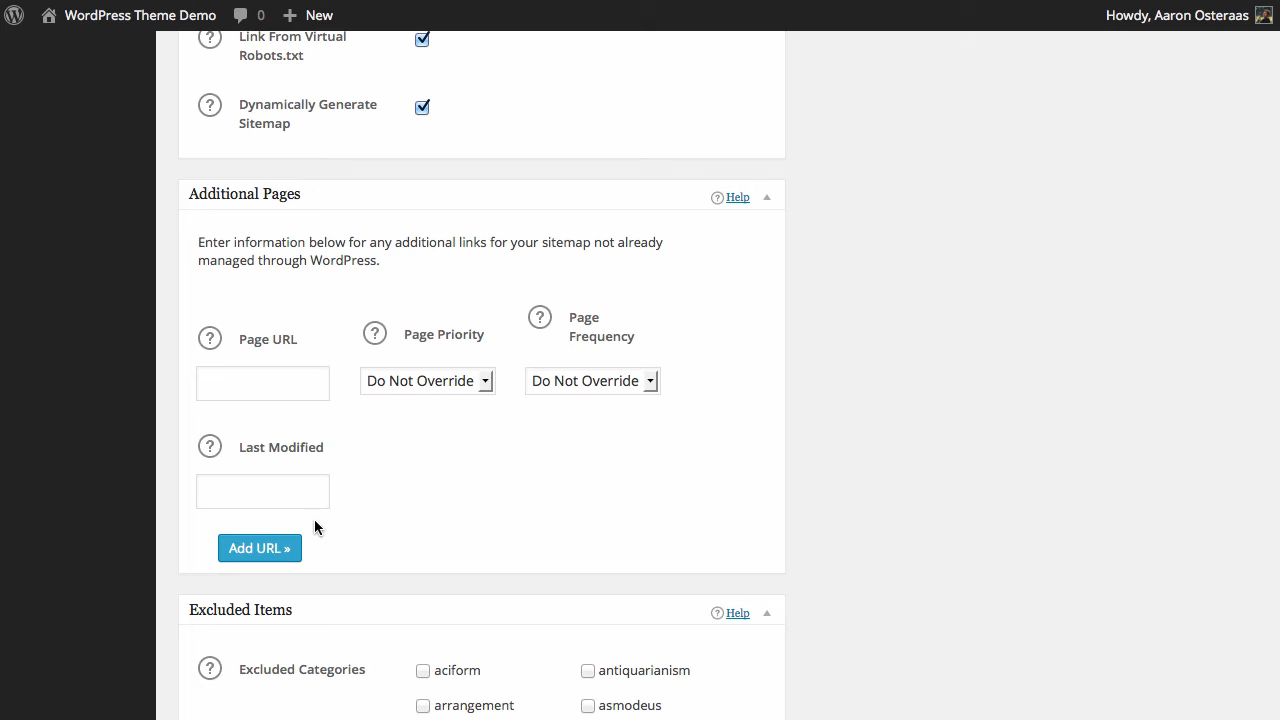 WordPress Theme Demo 0 New Howdy, Aaron Osteraas
Link From Virtual
Robots.txt
Dynamically Generate
Sitemap
Additional Pages Help
Enter information below for any additional links for your sitemap not already
managed through WordPress.
Page URL Page Priority Page
Frequency
Do Not Override Do Not Override
Last Modified
Add URL »
Excluded Items Help
Excluded Categories aciform antiquarianism
arrangement asmodeus